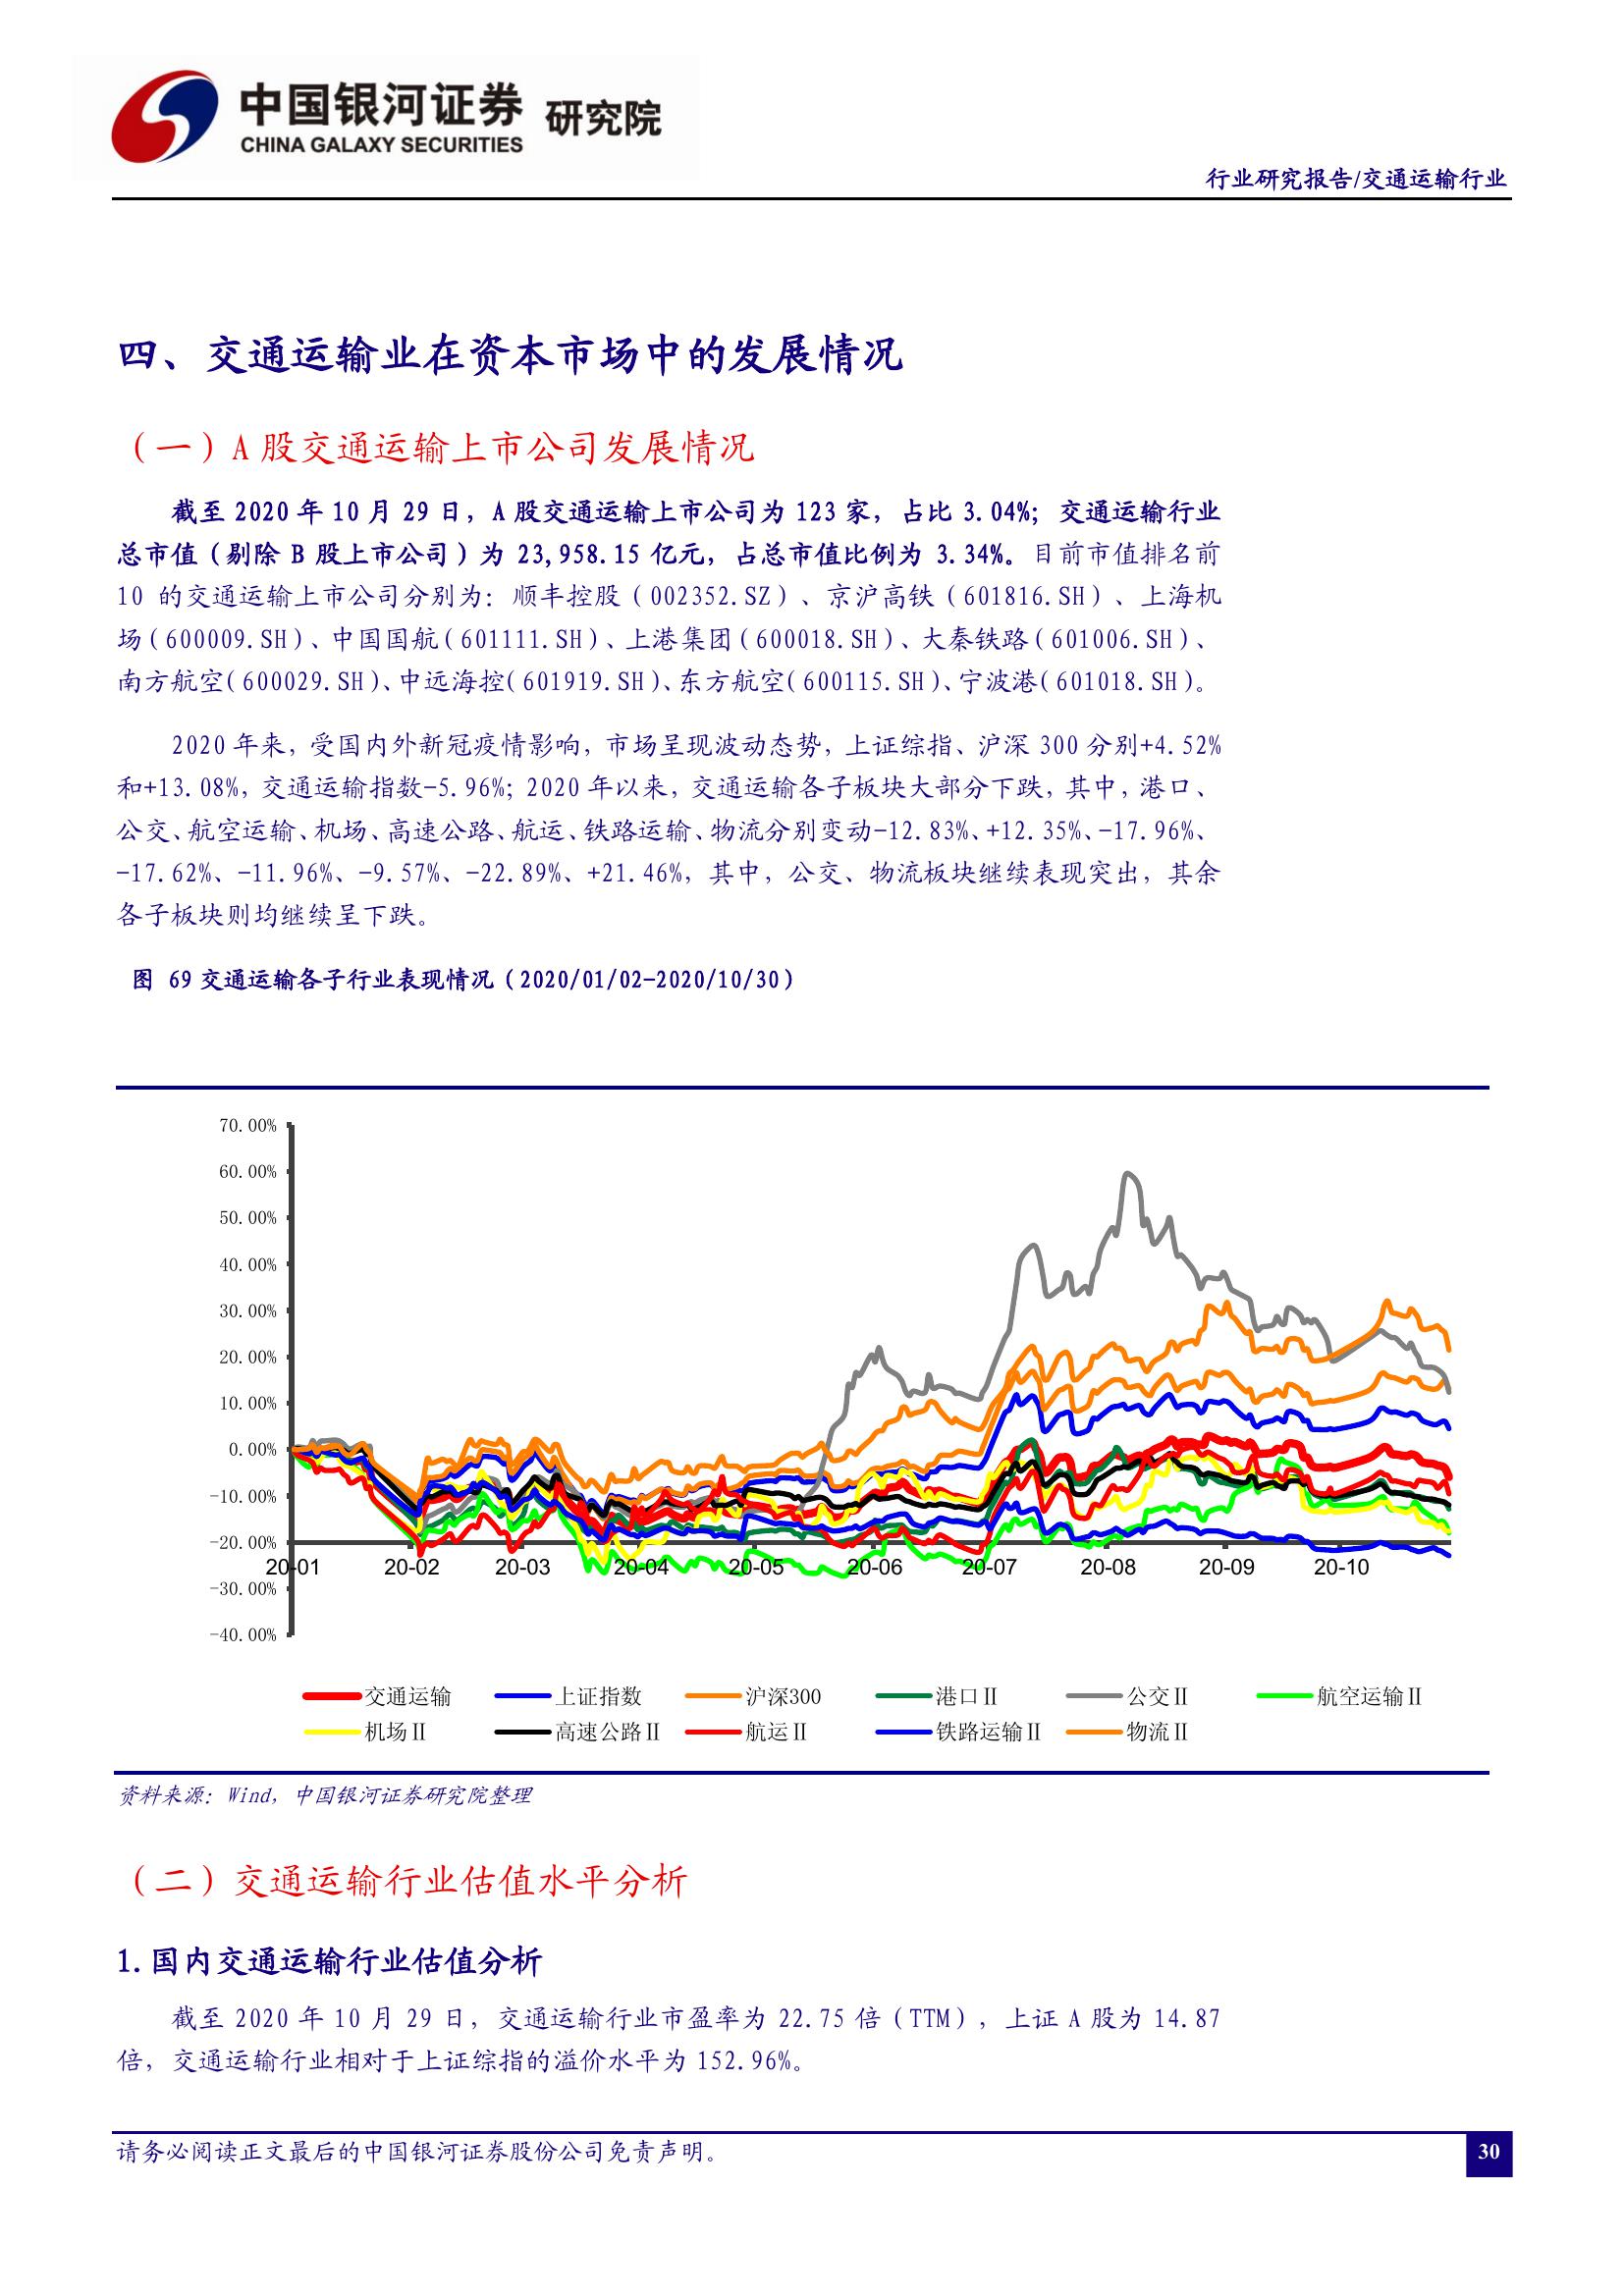 中国银河证券 研究院
CHINA GALAXY SECURITIES
行业研究报告/交通运输行业
四、交通运输业在资本市场中的发展情况
（一）A 股交通运输上市公司发展情况
截至 2020 年 10 月 29 日，A 股交通运输上市公司为 123 家，占比 3.04%；交通运输行业
总市值（剔除 B 股上市公司）为 23,958.15 亿元，占总市值比例为 3.34%。目前市值排名前
10 的交通运输上市公司分别为：顺丰控股（002352.SZ）、京沪高铁（601816.SH）、上海机
场（600009.SH）、中国国航（601111.SH）、上港集团（600018.SH）、大秦铁路（601006.SH）、
南方航空（600029.SH）、中远海控（601919.SH）、东方航空（600115.SH）、宁波港（601018.SH）。
2020 年来，受国内外新冠疫情影响，市场呈现波动态势，上证综指、沪深 300 分别+4.52%
和+13.08%，交通运输指数-5.96%；2020 年以来，交通运输各子板块大部分下跌，其中，港口、
公交、航空运输、机场、高速公路、航运、铁路运输、物流分别变动-12.83%、+12.35%、-17.96%、
-17.62%、-11.96%、-9.57%、-22.89%、+21.46%，其中，公交、物流板块继续表现突出，其余
各子板块则均继续呈下跌。
图 69 交通运输各子行业表现情况（2020/01/02-2020/10/30）
70.00%
60.00%
50.00%
40.00%
30.00%
20.00%
10.00%
0.00%
-10.00%
-20.00%
20-01 20-02 20-03 20-04 20-05 20-06 20-07 20-08 20-09 20-10
-30.00%
-40.00%
交通运输 上证指数 沪深300 港口Ⅱ 公交Ⅱ 航空运输Ⅱ
机场Ⅱ 高速公路Ⅱ 航运Ⅱ 铁路运输Ⅱ 物流Ⅱ
资料来源：Wind，中国银河证券研究院整理
（二）交通运输行业估值水平分析
1.国内交通运输行业估值分析
截至 2020 年 10 月 29 日，交通运输行业市盈率为 22.75 倍（TTM），上证 A 股为 14.87
倍，交通运输行业相对于上证综指的溢价水平为 152.96%。
请务必阅读正文最后的中国银河证券股份公司免责声明。
30